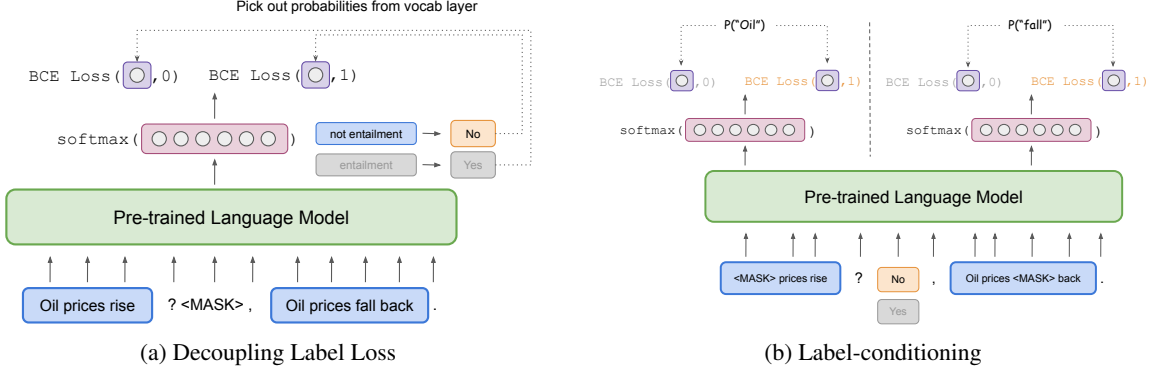 Pick out probabilities from vocab layer
BCE Loss( ,0) BCE Loss( ,1)
softmax( )
not entailment No
entailment Yes
Pre-trained Language Model
Oil prices rise ? <MASK> , Oil prices fall back .
(a) Decoupling Label Loss
P("Oil") P("fall")
BCE Loss( ,0) BCE Loss( ,1) BCE Loss( ,0) BCE Loss( ,1)
softmax( ) softmax( )
Pre-trained Language Model
<MASK> prices rise ? No , Oil prices <MASK> back .
Yes
(b) Label-conditioning